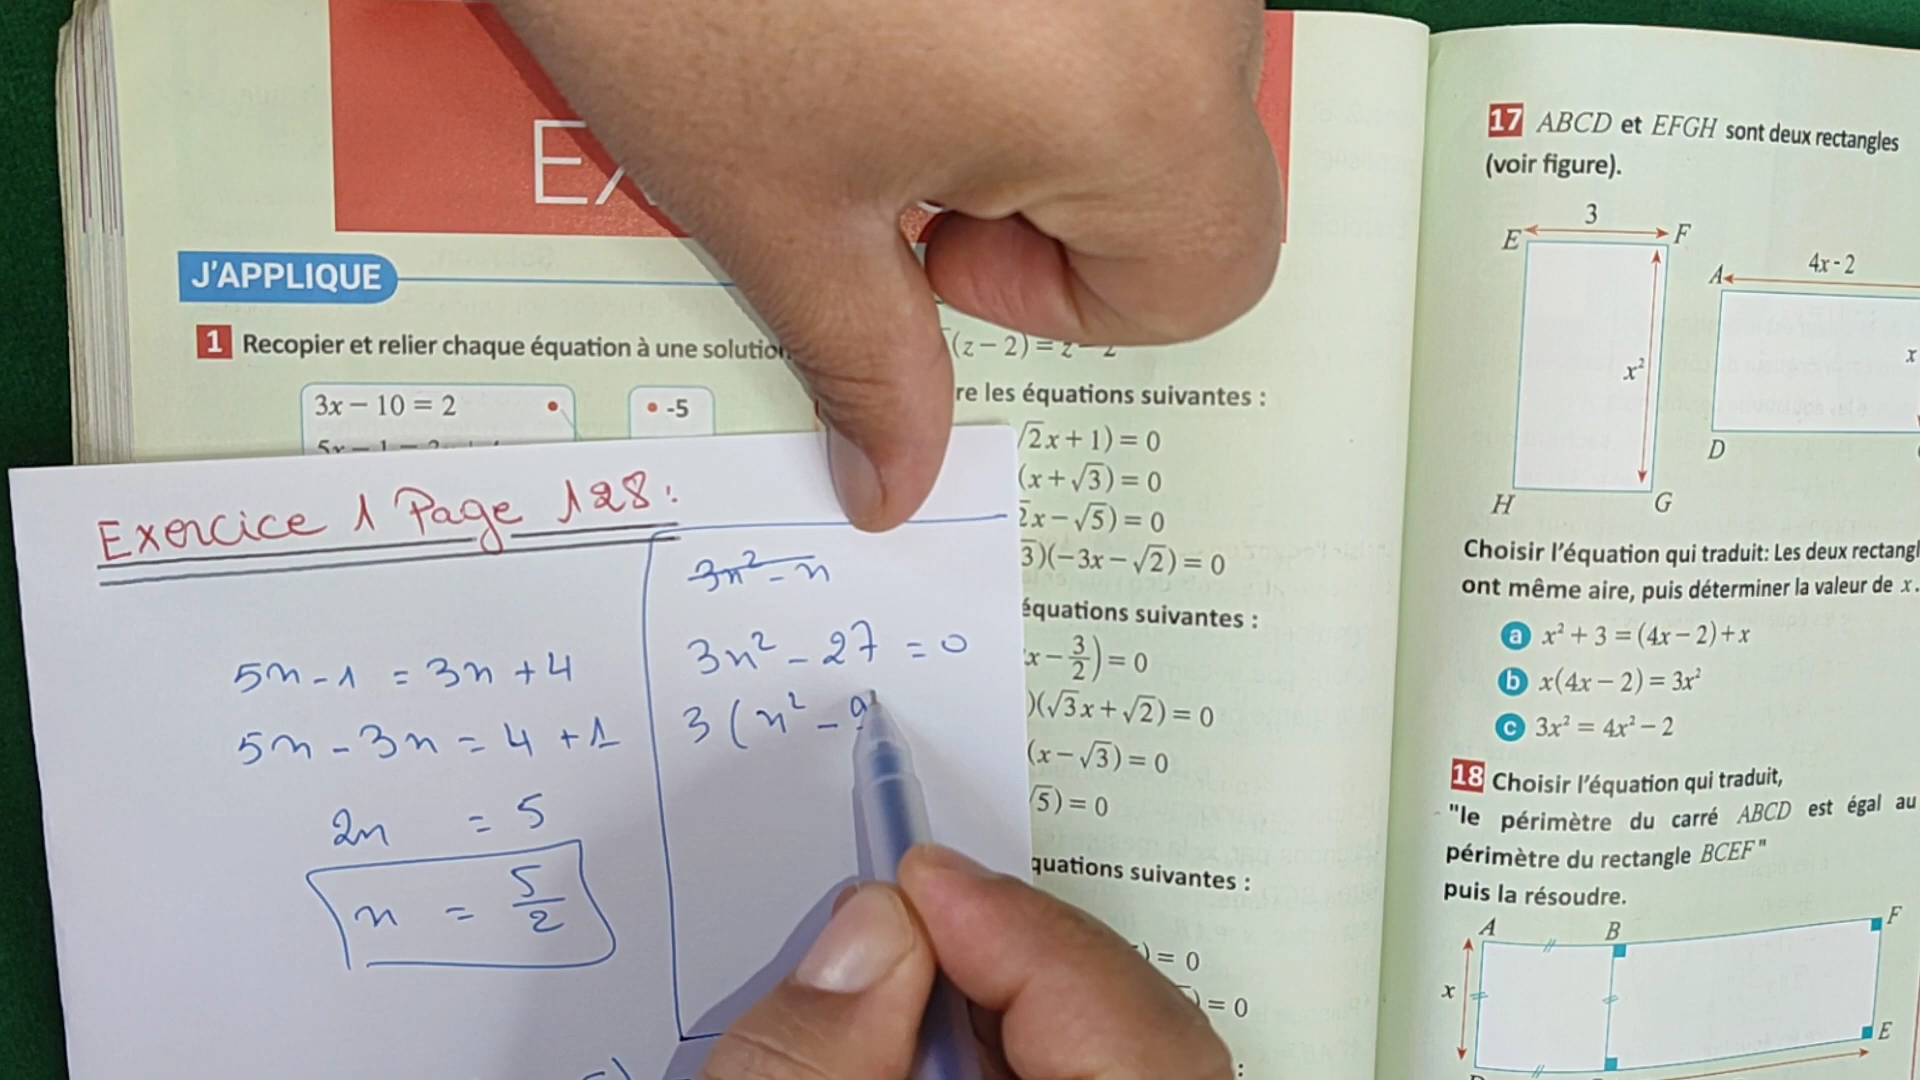 J'APPLIQUE
1 Recopier et relier chaque équation à une
3x − 10 = 2
• -5
(z − 2) = z − 2
re les équations suivantes :
√2x + 1) = 0
(x + √3) = 0
2x − √5) = 0
3)(−3x − √2) = 0
équations suivantes :
x − 3/2) = 0
)(√3x + √2) = 0
(x − √3) = 0
√5) = 0
quations suivantes :
) = 0
) = 0
Exercice 1 Page 128:
5x - 1 = 3x + 4
5x - 3x = 4 + 1
2x = 5
x = 5/2
3x² - x
3x² - 27 = 0
3 (x² - 9
17 ABCD et EFGH sont deux rectangles
(voir figure).
3
E F
4x - 2
A
x²
x
D
H G
Choisir l'équation qui traduit: Les deux rectangl
ont même aire, puis déterminer la valeur de x.
a x² + 3 = (4x − 2) + x
b x(4x − 2) = 3x²
c 3x² = 4x² − 2
18 Choisir l'équation qui traduit,
"le périmètre du carré ABCD est égal au
périmètre du rectangle BCEF"
puis la résoudre.
A B F
x
E